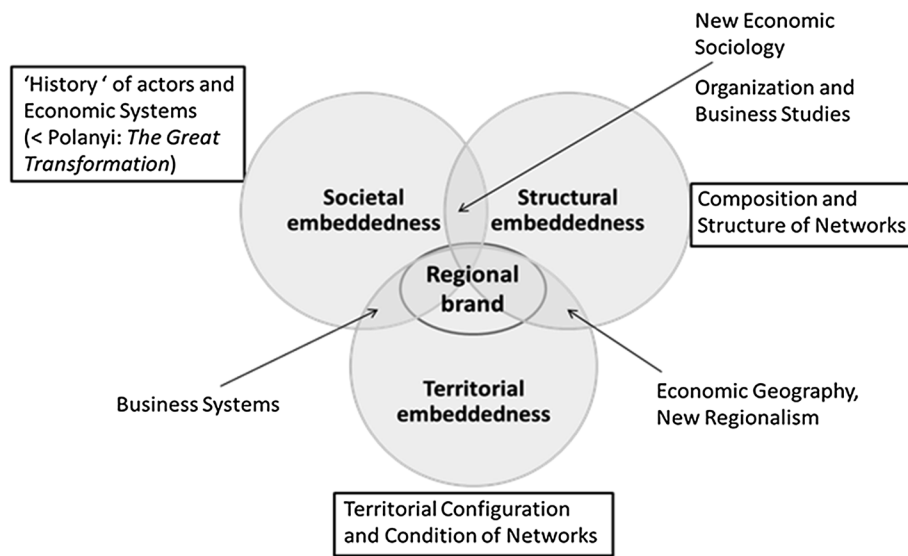 New Economic
Sociology
Organization and
Business Studies
‘History ‘ of actors and
Economic Systems
(< Polanyi: The Great
Transformation)
Societal
embeddedness
Structural
embeddedness
Composition and
Structure of Networks
Regional
brand
Business Systems
Territorial
embeddedness
Economic Geography,
New Regionalism
Territorial Configuration
and Condition of Networks